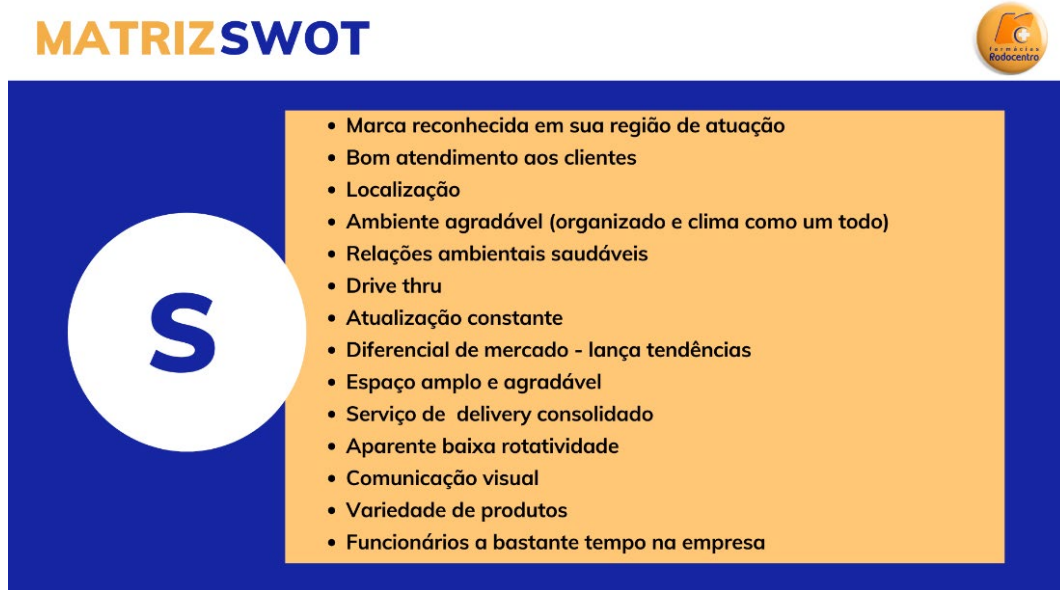 MATRIZ SWOT
farmácias
Rodocentro
Marca reconhecida em sua região de atuação
Bom atendimento aos clientes
Localização
Ambiente agradável (organizado e clima como um todo)
Relações ambientais saudáveis
Drive thru
Atualização constante
Diferencial de mercado - lança tendências
Espaço amplo e agradável
Serviço de delivery consolidado
Aparente baixa rotatividade
Comunicação visual
Variedade de produtos
Funcionários a bastante tempo na empresa
S